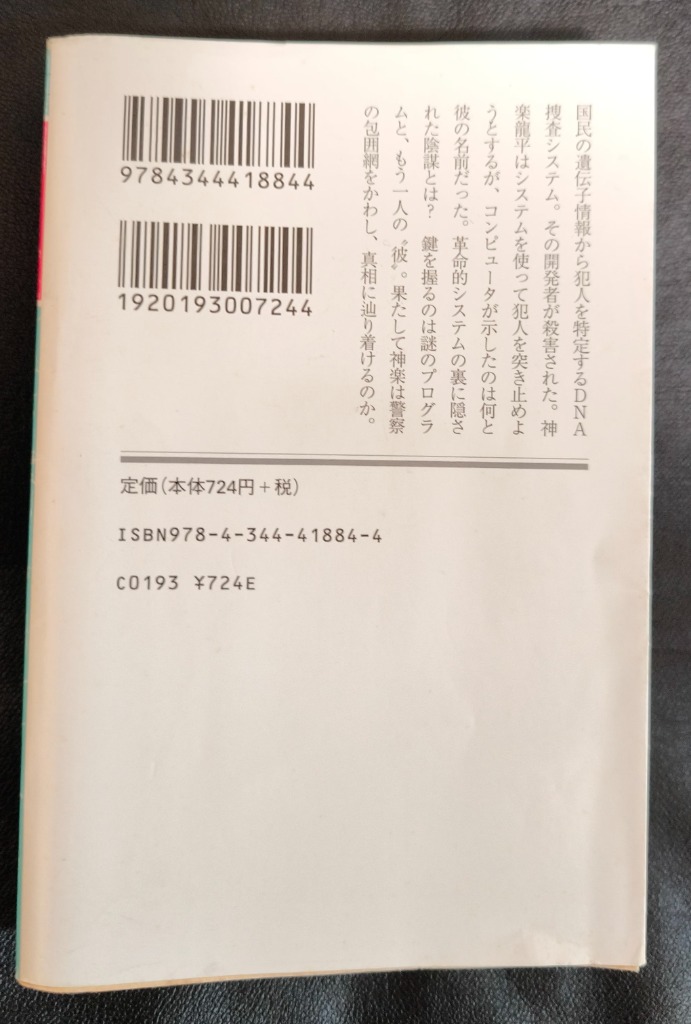 国民の遺伝子情報から犯人を特定するDNA
捜査システム。その開発者が殺害された。神
楽龍平はシステムを使って犯人を突き止めよ
うとするが、コンピュータが示したのは何と
彼の名前だった。革命的システムの裏に隠さ
れた陰謀とは？　鍵を握るのは謎のプログラ
ムと、もう一人の〝彼〟。果たして神楽は警察
の包囲網をかわし、真相に辿り着けるのか。
9784344418844
1920193007244
定価(本体724円+税)
ISBN978-4-344-41884-4
C0193 ¥724E